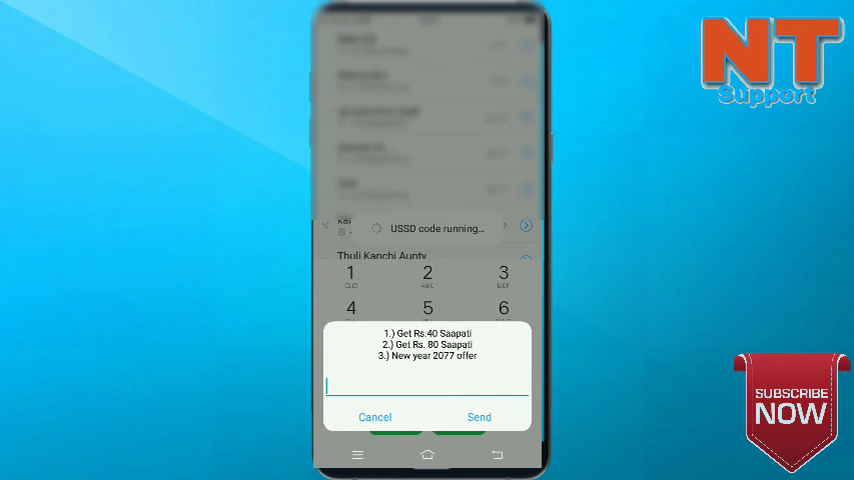 NT
Support
USSD code running...
Thuli Kanchi Aunty
1
2
ABC
3
DEF
4
5
6
1.) Get Rs.40 Saapati
2.) Get Rs. 80 Saapati
3.) New year 2077 offer
Cancel
Send
SUBSCRIBE
NOW